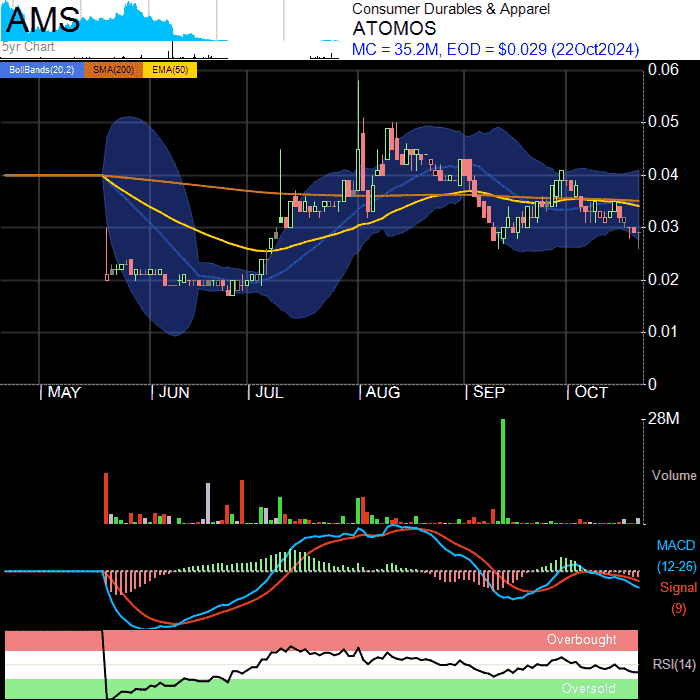 AMS
5yr Chart
Consumer Durables & Apparel
ATOMOS
MC = 35.2M, EOD = $0.029 (22Oct2024)
BollBands(20,2) SMA(200) EMA(50)
0.06
0.05
0.04
0.03
0.02
0.01
0
MAY JUN JUL AUG SEP OCT
28M
Volume
MACD
(12-26)
Signal
(9)
Overbought
RSI(14)
Oversold